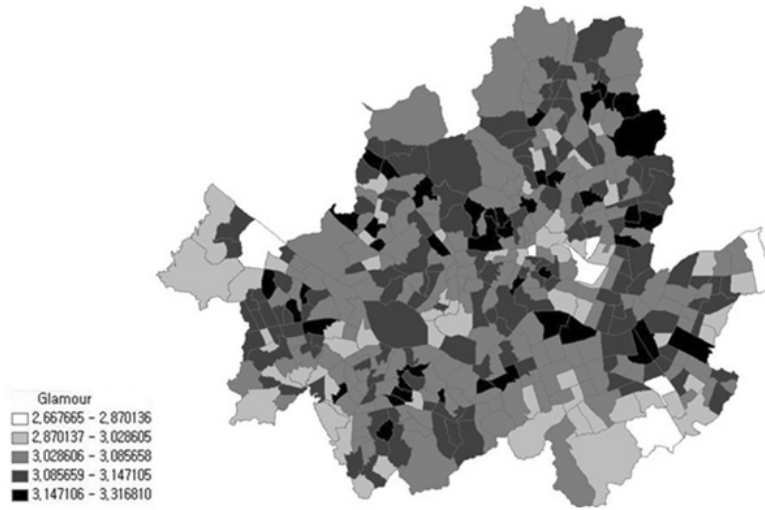 Glamour
2,667665 - 2,870136
2,870137 - 3,028605
3,028606 - 3,085658
3,085659 - 3,147105
3,147106 - 3,316810